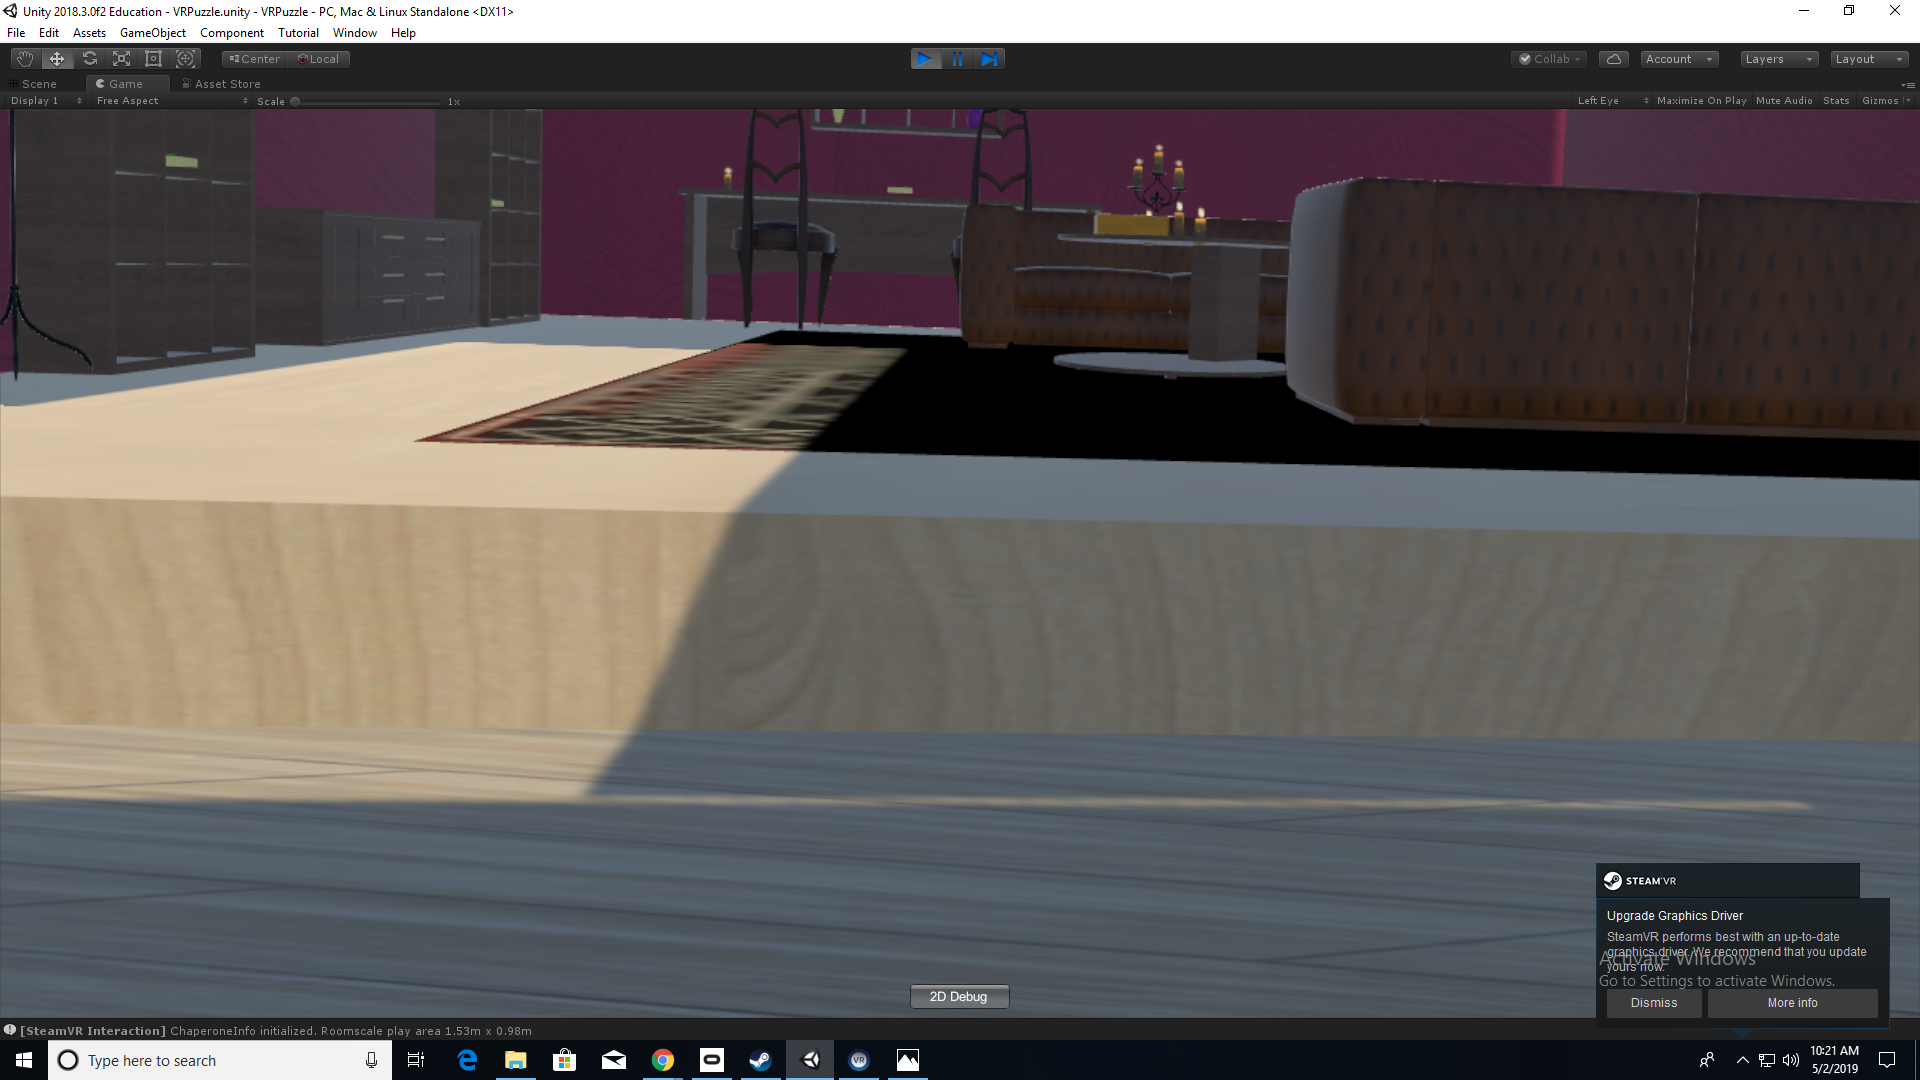 Unity 2018.3.0f2 Education - VRPuzzle.unity - VRPuzzle - PC, Mac & Linux Standalone <DX11>
File Edit Assets GameObject Component Tutorial Window Help
Center Local Collab Account Layers Layout
Scene Game Asset Store
Display 1 Free Aspect Scale 1x Left Eye Maximize On Play Mute Audio Stats Gizmos
STEAM VR
Upgrade Graphics Driver
SteamVR performs best with an up-to-date
graphics driver. We recommend that you update
yours now.
Activate Windows
Go to Settings to activate Windows.
Dismiss More info
2D Debug
[SteamVR Interaction] ChaperoneInfo initialized. Roomscale play area 1.53m x 0.98m
Type here to search
VR
10:21 AM
5/2/2019